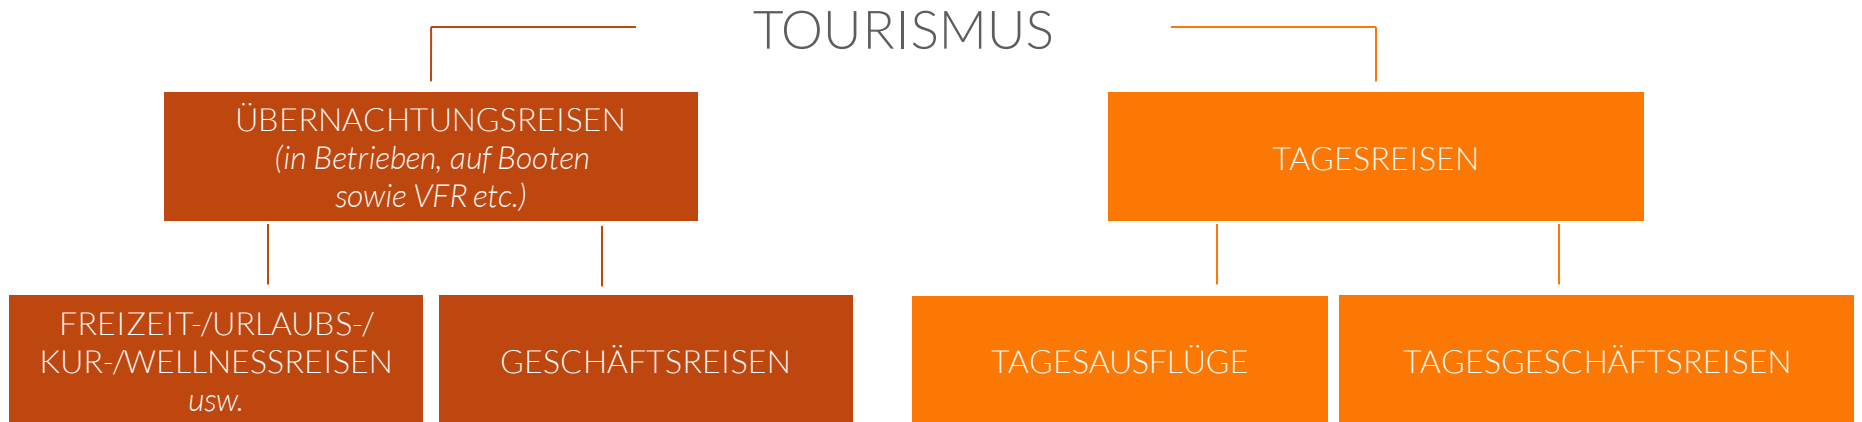 TOURISMUS
ÜBERNACHTUNGSREISEN
(in Betrieben, auf Booten
sowie VFR etc.)
TAGESREISEN
FREIZEIT-/URLAUBS-/
KUR-/WELLNESSREISEN
usw.
GESCHÄFTSREISEN
TAGESAUSFLÜGE
TAGESGESCHÄFTSREISEN